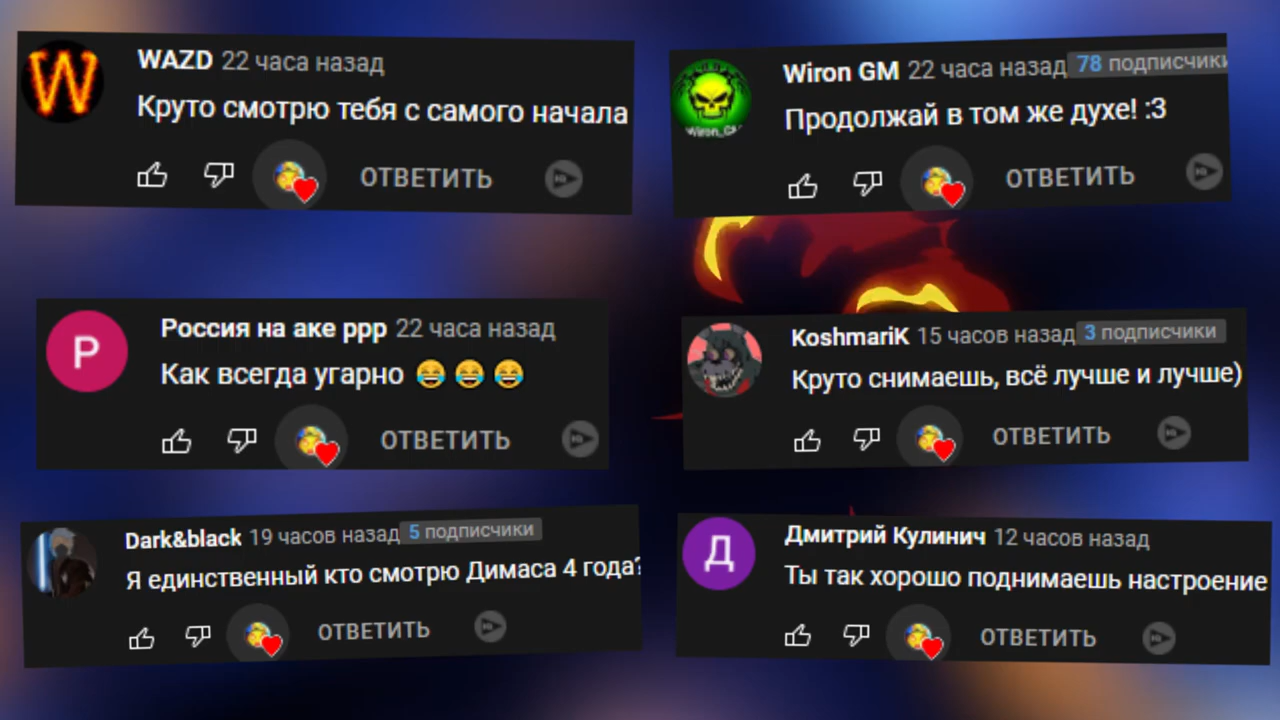 W
WAZD 22 часа назад
Круто смотрю тебя с самого начала
ОТВЕТИТЬ
Wiron_GM
Wiron GM 22 часа назад 78 подписчики
Продолжай в том же духе! :3
ОТВЕТИТЬ
Р
Россия на аке ррр 22 часа назад
Как всегда угарно 😂 😂 😂
ОТВЕТИТЬ
KoshmariK 15 часов назад 3 подписчики
Круто снимаешь, всё лучше и лучше)
ОТВЕТИТЬ
Dark&black 19 часов назад 5 подписчики
Я единственный кто смотрю Димаса 4 года?
ОТВЕТИТЬ
Д
Дмитрий Кулинич 12 часов назад
Ты так хорошо поднимаешь настроение
ОТВЕТИТЬ